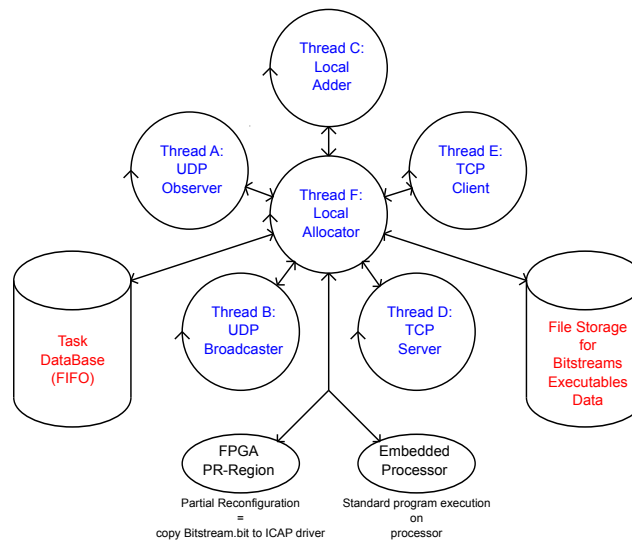 Thread C:
Local
Adder
Thread A:
UDP
Observer
Thread E:
TCP
Client
Thread F:
Local
Allocator
Task
DataBase
(FIFO)
Thread B:
UDP
Broadcaster
Thread D:
TCP
Server
File Storage
for
Bitstreams
Executables
Data
FPGA
PR-Region
Embedded
Processor
Partial Reconfiguration
=
copy Bitstream.bit to ICAP driver
Standard program execution
on
processor